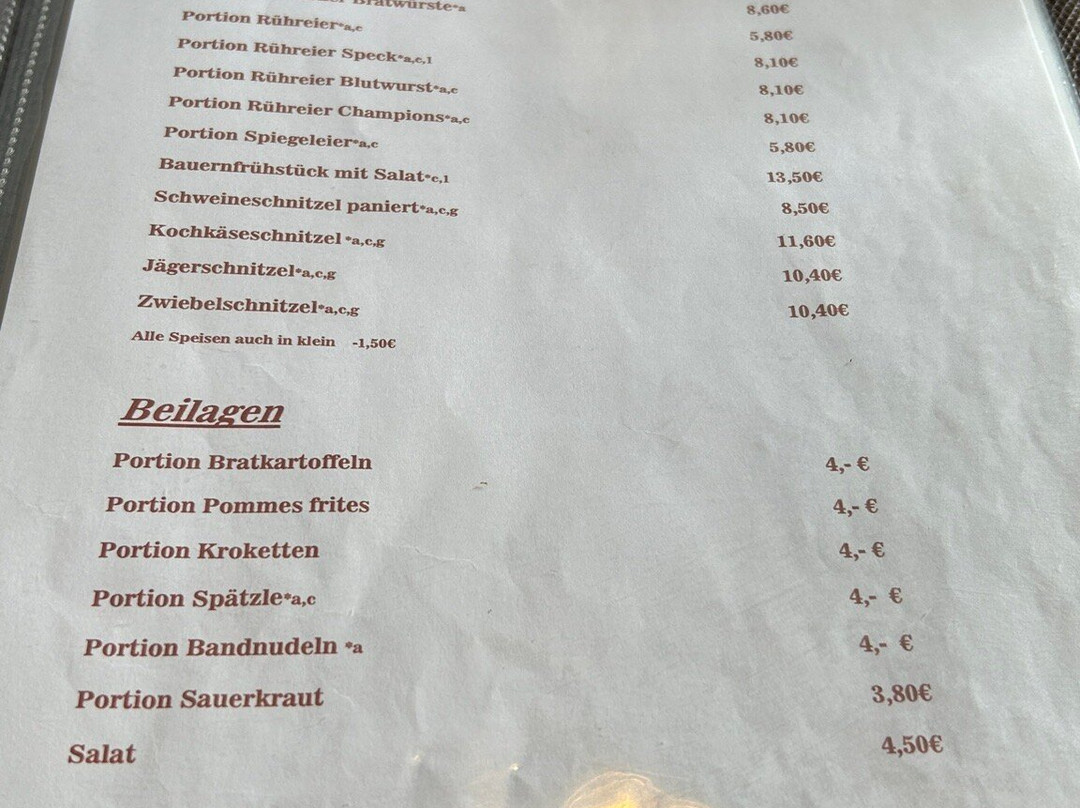 Bratwürste*a 8,60€
Portion Rühreier*a,c 5,80€
Portion Rühreier Speck*a,c,1 8,10€
Portion Rühreier Blutwurst*a,c 8,10€
Portion Rühreier Champions*a,c 8,10€
Portion Spiegeleier*a,c 5,80€
Bauernfrühstück mit Salat*c,1 13,50€
Schweineschnitzel paniert*a,c,g 8,50€
Kochkäseschnitzel *a,c,g 11,60€
Jägerschnitzel*a,c,g 10,40€
Zwiebelschnitzel*a,c,g 10,40€
Alle Speisen auch in klein -1,50€
Beilagen
Portion Bratkartoffeln 4,- €
Portion Pommes frites 4,- €
Portion Kroketten 4,- €
Portion Spätzle*a,c 4,- €
Portion Bandnudeln *a 4,- €
Portion Sauerkraut 3,80€
Salat 4,50€